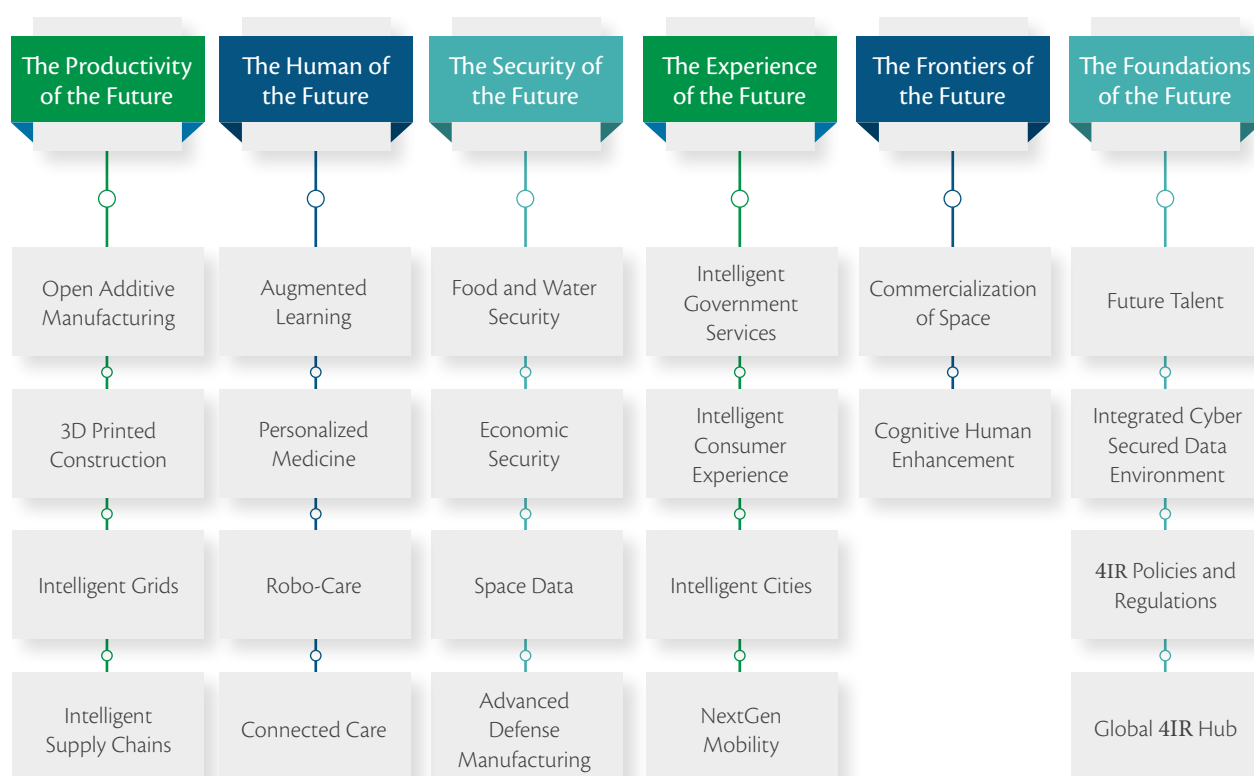 The Productivity
of the Future
The Human of
the Future
The Security of
the Future
The Experience
of the Future
The Frontiers of
the Future
The Foundations
of the Future
Open Additive
Manufacturing
Augmented
Learning
Food and Water
Security
Intelligent
Government
Services
Commercialization
of Space
Future Talent
3D Printed
Construction
Personalized
Medicine
Economic
Security
Intelligent
Consumer
Experience
Cognitive Human
Enhancement
Integrated Cyber
Secured Data
Environment
Intelligent Grids
Robo-Care
Space Data
Intelligent Cities
4IR Policies and
Regulations
Intelligent
Supply Chains
Connected Care
Advanced
Defense
Manufacturing
NextGen
Mobility
Global 4IR Hub